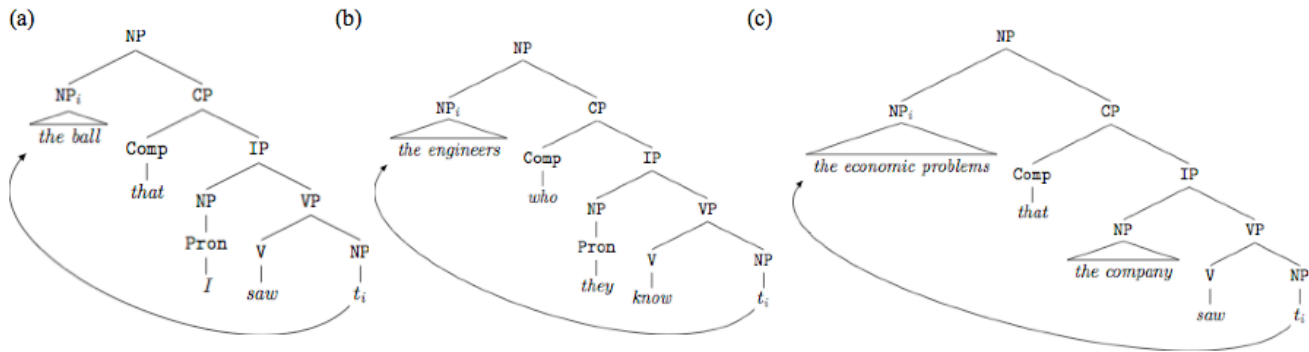 (a)
NP
NPᵢ CP
the ball
Comp IP
that
NP VP
Pron V NP
I saw tᵢ
(b)
NP
NPᵢ CP
the engineers
Comp IP
who
NP VP
Pron V NP
they know tᵢ
(c)
NP
NPᵢ CP
the economic problems
Comp IP
that
NP VP
the company V NP
saw tᵢ